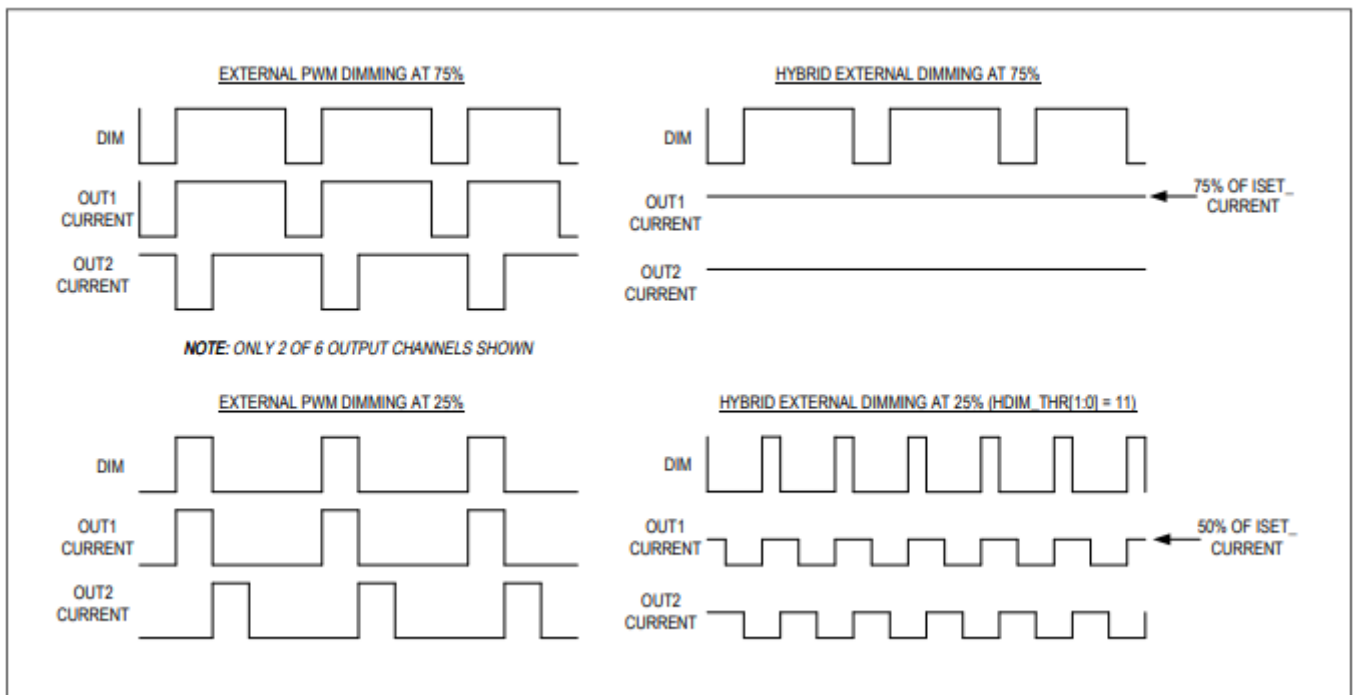 EXTERNAL PWM DIMMING AT 75%
DIM
OUT1
CURRENT
OUT2
CURRENT
NOTE: ONLY 2 OF 6 OUTPUT CHANNELS SHOWN
HYBRID EXTERNAL DIMMING AT 75%
DIM
OUT1
CURRENT
75% OF ISET_
CURRENT
OUT2
CURRENT
EXTERNAL PWM DIMMING AT 25%
DIM
OUT1
CURRENT
OUT2
CURRENT
HYBRID EXTERNAL DIMMING AT 25% (HDIM_THR[1:0] = 11)
DIM
OUT1
CURRENT
50% OF ISET_
CURRENT
OUT2
CURRENT